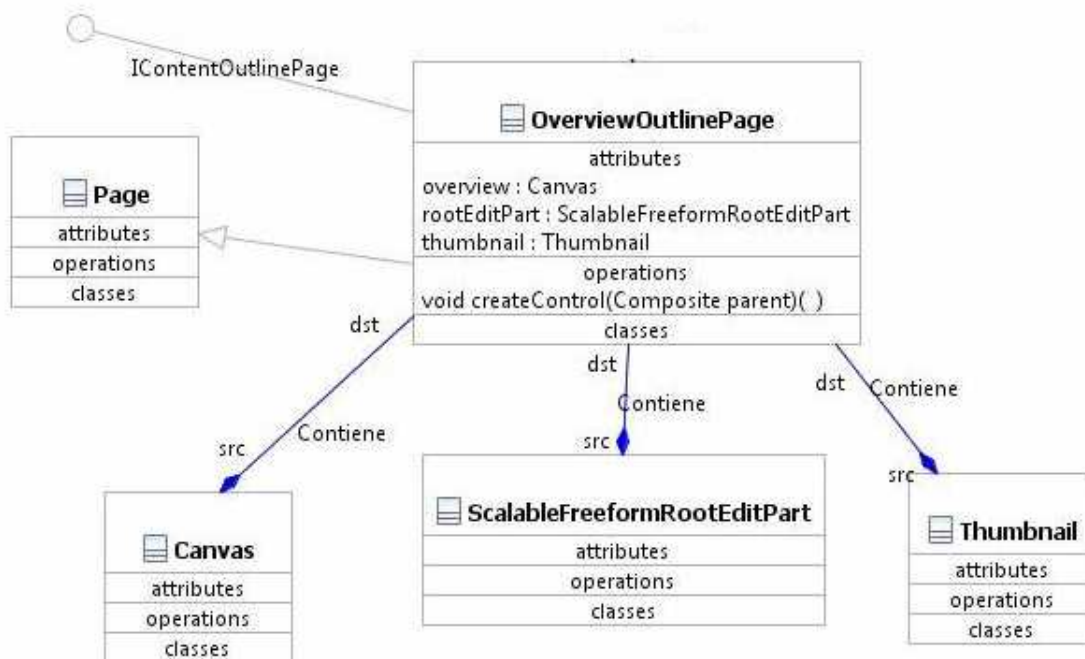 IContentOutlinePage
OverviewOutlinePage
attributes
overview : Canvas
rootEditPart : ScalableFreeformRootEditPart
thumbnail : Thumbnail
operations
void createControl(Composite parent)( )
classes
Page
attributes
operations
classes
dst
Contiene
src
dst
Contiene
src
dst
Contiene
src
Canvas
attributes
operations
classes
ScalableFreeformRootEditPart
attributes
operations
classes
Thumbnail
attributes
operations
classes